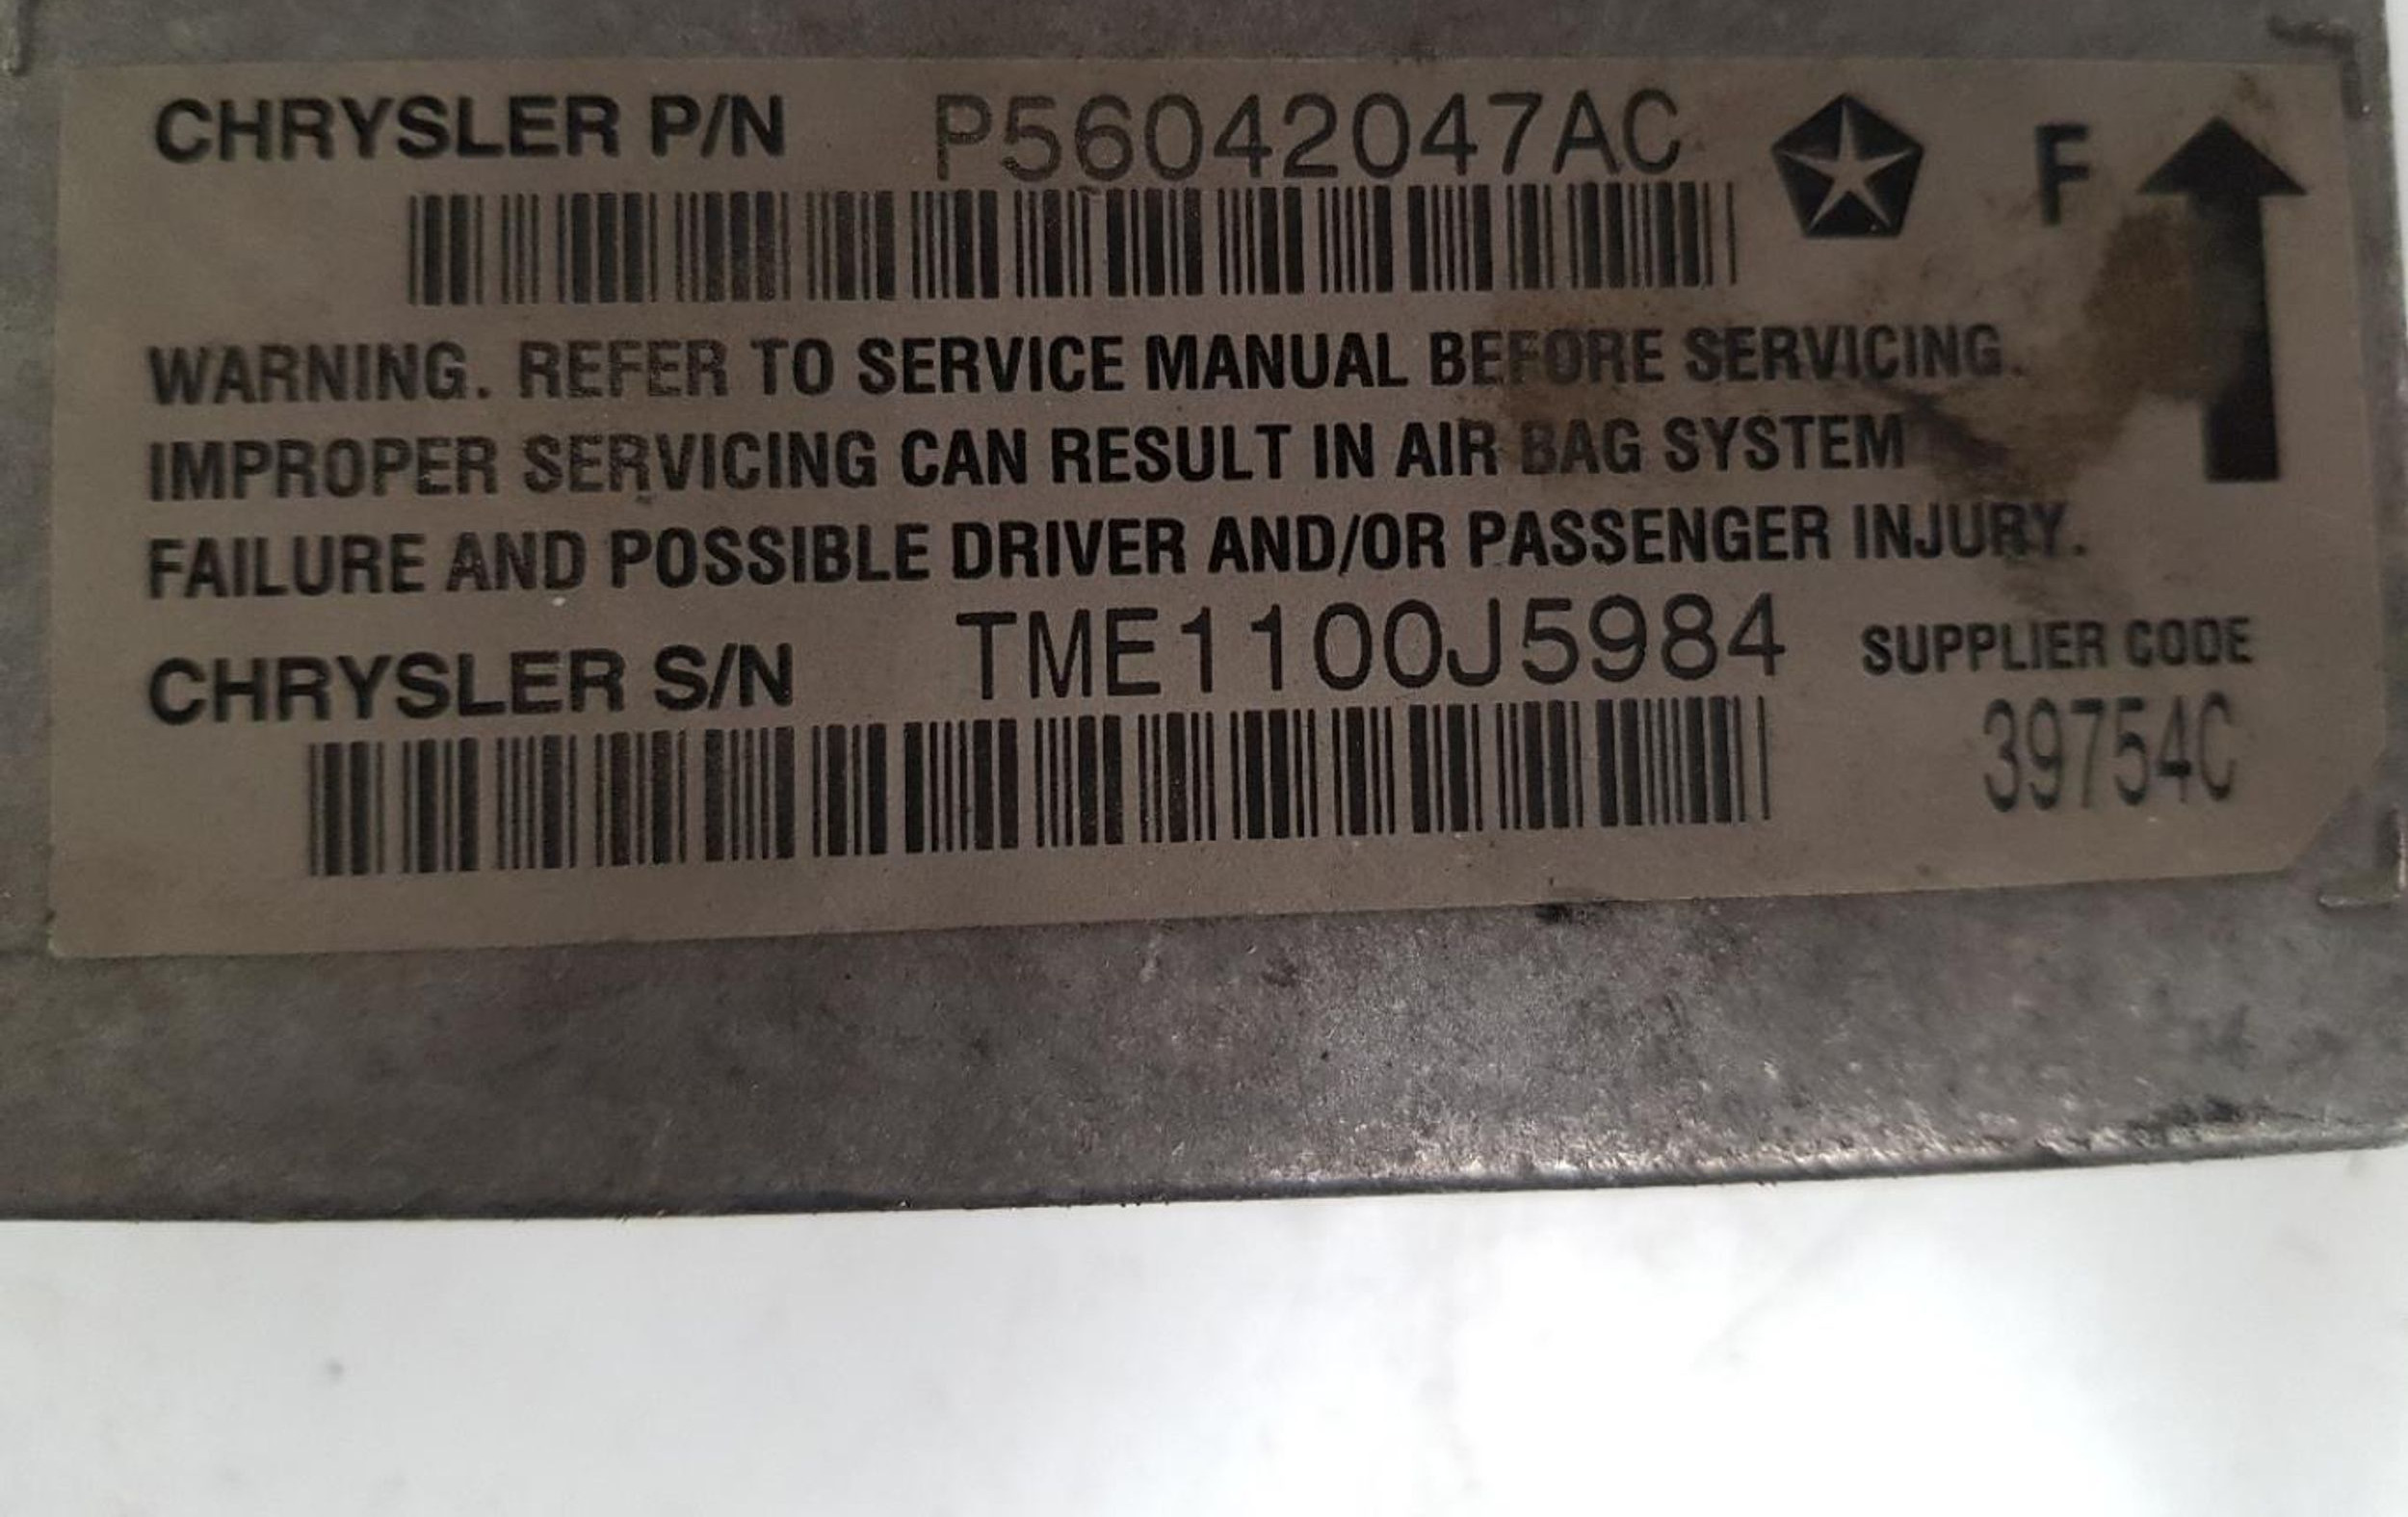 CHRYSLER P/N P56042047AC F
WARNING. REFER TO SERVICE MANUAL BEFORE SERVICING.
IMPROPER SERVICING CAN RESULT IN AIR BAG SYSTEM
FAILURE AND POSSIBLE DRIVER AND/OR PASSENGER INJURY.
CHRYSLER S/N TME1100J5984 SUPPLIER CODE
39754C